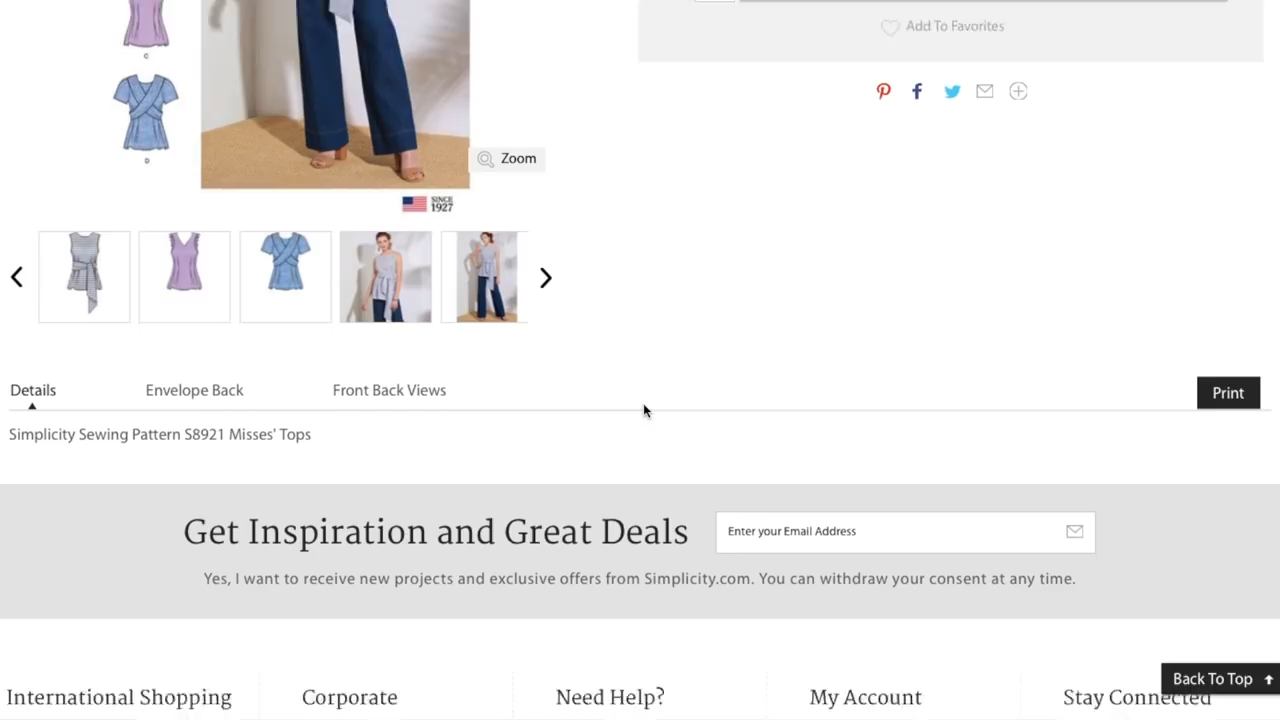 Add To Favorites
C
D
Zoom
SINCE
1927
Details
Envelope Back
Front Back Views
Print
Simplicity Sewing Pattern S8921 Misses' Tops
Get Inspiration and Great Deals
Enter your Email Address
Yes, I want to receive new projects and exclusive offers from Simplicity.com. You can withdraw your consent at any time.
Back To Top
International Shopping
Corporate
Need Help?
My Account
Stay Connected